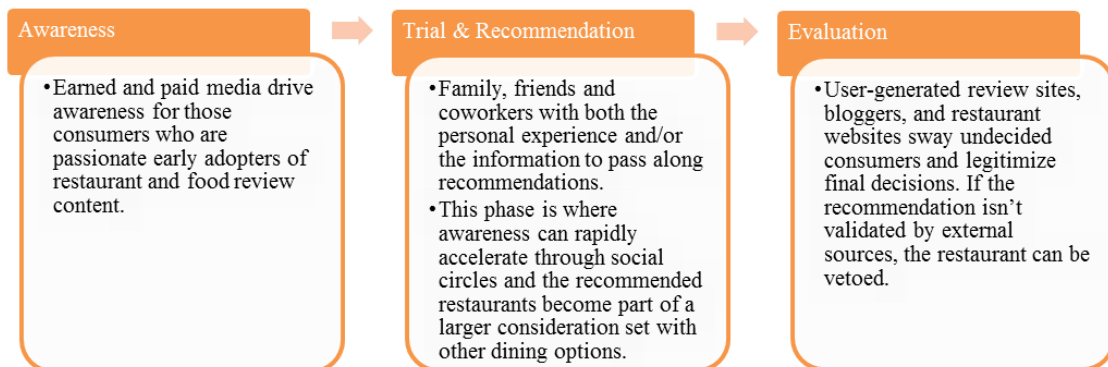 Awareness
•Earned and paid media drive
awareness for those
consumers who are
passionate early adopters of
restaurant and food review
content.
Trial & Recommendation
•Family, friends and
coworkers with both the
personal experience and/or
the information to pass along
recommendations.
•This phase is where
awareness can rapidly
accelerate through social
circles and the recommended
restaurants become part of a
larger consideration set with
other dining options.
Evaluation
•User-generated review sites,
bloggers, and restaurant
websites sway undecided
consumers and legitimize
final decisions. If the
recommendation isn’t
validated by external
sources, the restaurant can be
vetoed.